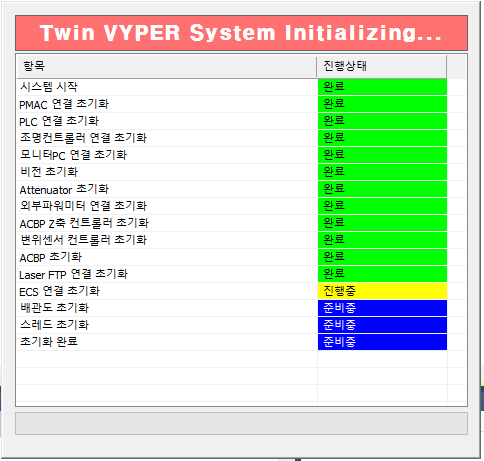 Twin VYPER System Initializing...
항목 진행상태
시스템 시작 완료
PMAC 연결 초기화 완료
PLC 연결 초기화 완료
조명컨트롤러 연결 초기화 완료
모니터PC 연결 초기화 완료
비전 초기화 완료
Attenuator 초기화 완료
외부파워미터 연결 초기화 완료
ACBP Z축 컨트롤러 초기화 완료
변위센서 컨트롤러 초기화 완료
ACBP 초기화 완료
Laser FTP 연결 초기화 완료
ECS 연결 초기화 진행중
배관도 초기화 준비중
스레드 초기화 준비중
초기화 완료 준비중